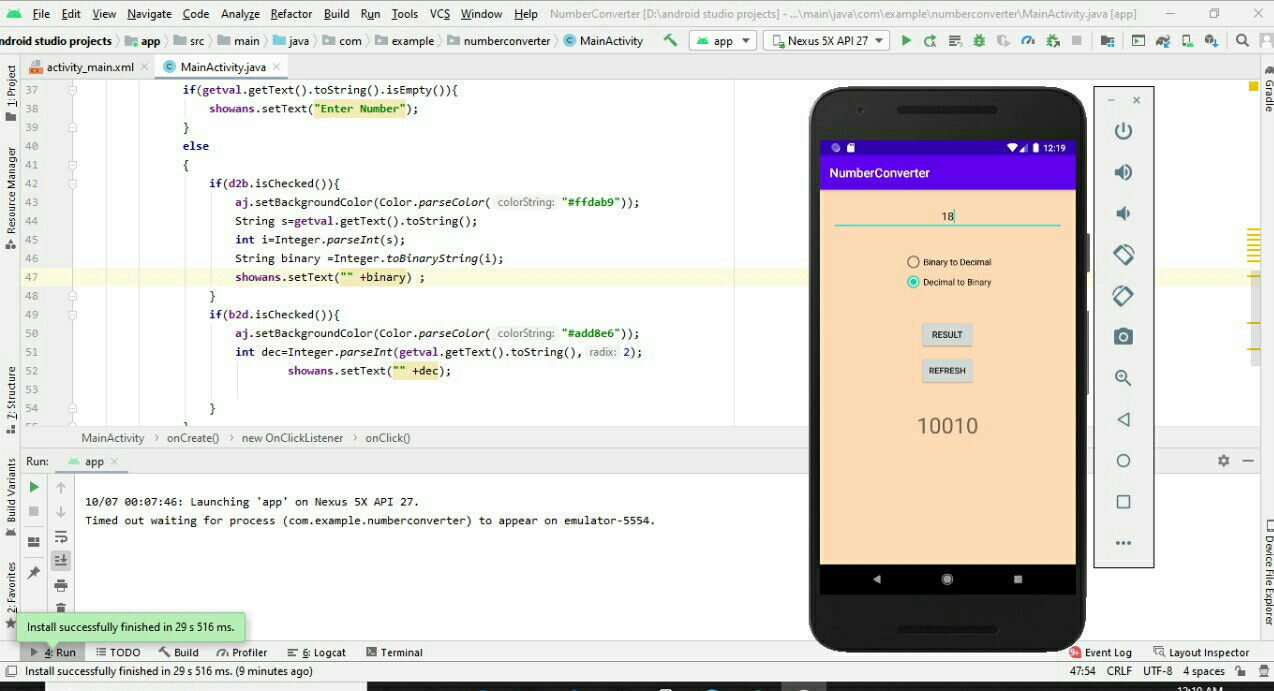 File Edit View Navigate Code Analyze Refactor Build Run Tools VCS Window Help NumberConverter [D:\android studio projects] - ...\main\java\com\example\numberconverter\MainActivity.java [app]
ndroid studio projects app src main java com example numberconverter MainActivity app Nexus 5X API 27
activity_main.xml MainActivity.java
1: Project
Resource Manager
Z: Structure
Build Variants
2: Favorites
37 if(getval.getText().toString().isEmpty()){
38 showans.setText("Enter Number");
39 }
40 else
41 {
42 if(d2b.isChecked()){
43 aj.setBackgroundColor(Color.parseColor( colorString: "#ffdab9"));
44 String s=getval.getText().toString();
45 int i=Integer.parseInt(s);
46 String binary =Integer.toBinaryString(i);
47 showans.setText("" +binary) ;
48 }
49 if(b2d.isChecked()){
50 aj.setBackgroundColor(Color.parseColor( colorString: "#add8e6"));
51 int dec=Integer.parseInt(getval.getText().toString(), radix: 2);
52 showans.setText("" +dec);
53
54 }
MainActivity onCreate() new OnClickListener onClick()
12:19
NumberConverter
18
Binary to Decimal
Decimal to Binary
RESULT
REFRESH
10010
Gradle
Device File Explorer
Run: app
10/07 00:07:46: Launching 'app' on Nexus 5X API 27.
Timed out waiting for process (com.example.numberconverter) to appear on emulator-5554.
Install successfully finished in 29 s 516 ms.
4: Run TODO Build Profiler 6: Logcat Terminal 9+ Event Log Layout Inspector
Install successfully finished in 29 s 516 ms. (9 minutes ago) 47:54 CRLF UTF-8 4 spaces